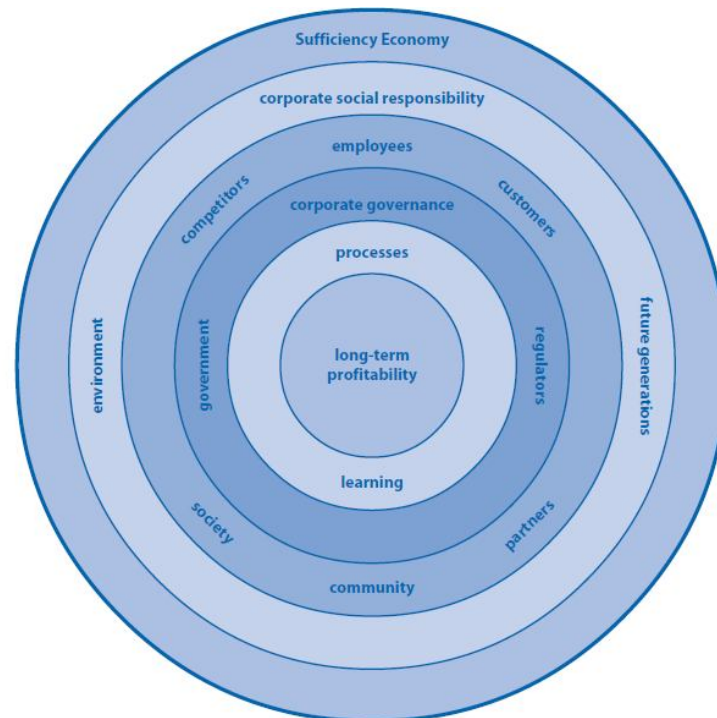 Sufficiency Economy
corporate social responsibility
employees
competitors
customers
corporate governance
processes
environment
government
long-term
profitability
regulators
future generations
learning
society
partners
community